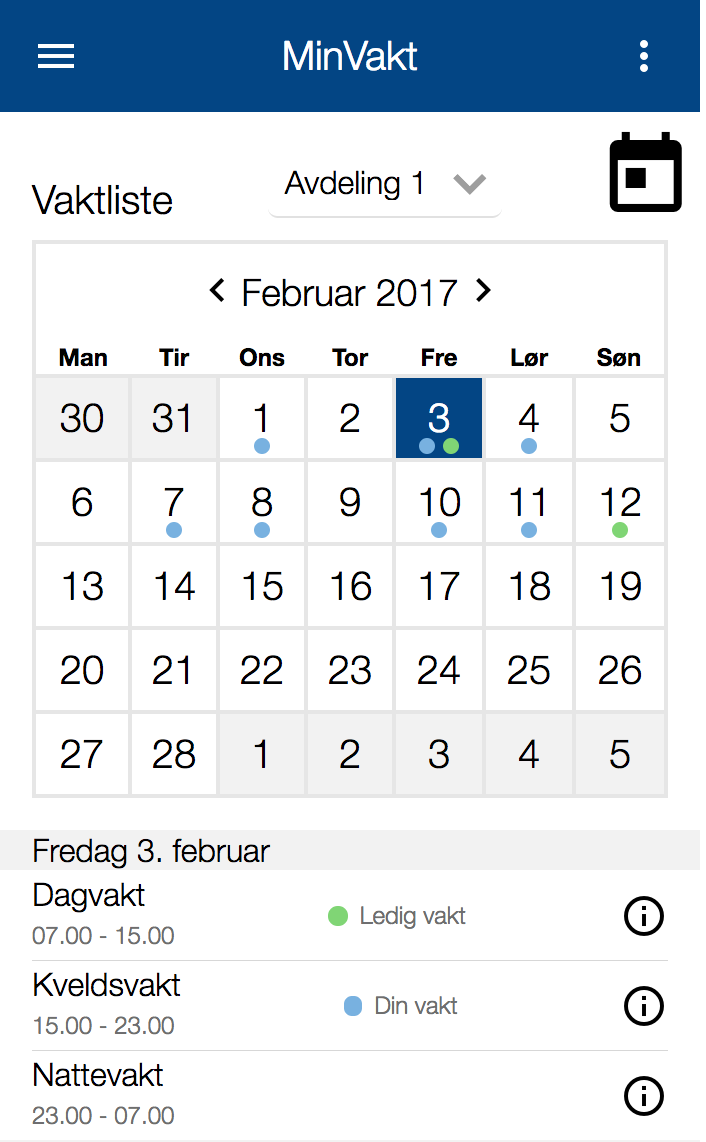 MinVakt
Vaktliste
Avdeling 1
Februar 2017
Man Tir Ons Tor Fre Lør Søn
30 31 1 2 3 4 5
6 7 8 9 10 11 12
13 14 15 16 17 18 19
20 21 22 23 24 25 26
27 28 1 2 3 4 5
Fredag 3. februar
Dagvakt
07.00 - 15.00
Ledig vakt
Kveldsvakt
15.00 - 23.00
Din vakt
Nattevakt
23.00 - 07.00